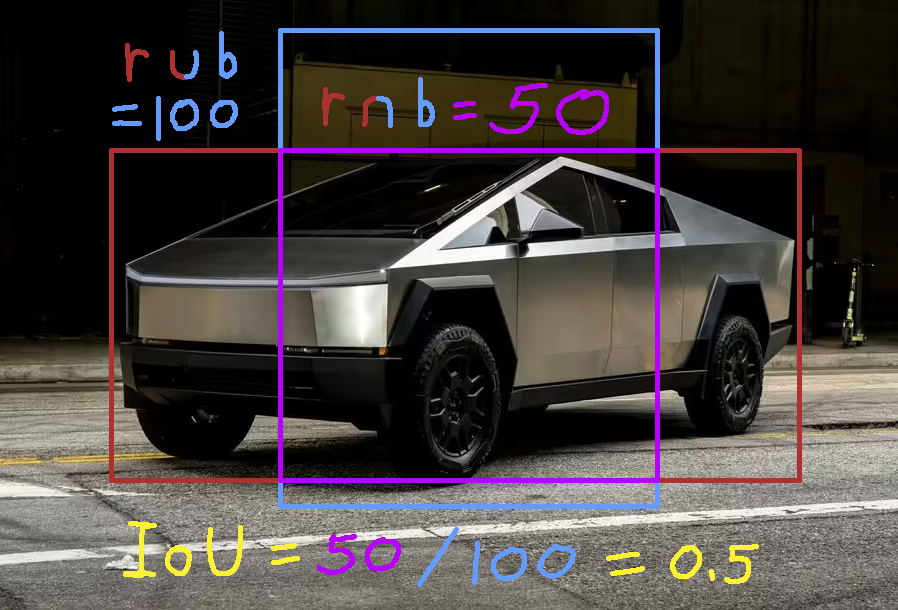 r ∪ b
=100
r ∩ b = 50
IoU = 50 / 100 = 0.5